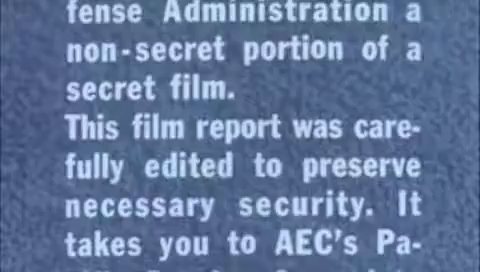 fense Administration a
non-secret portion of a
secret film.
This film report was care-
fully edited to preserve
necessary security. It
takes you to AEC's Pa-